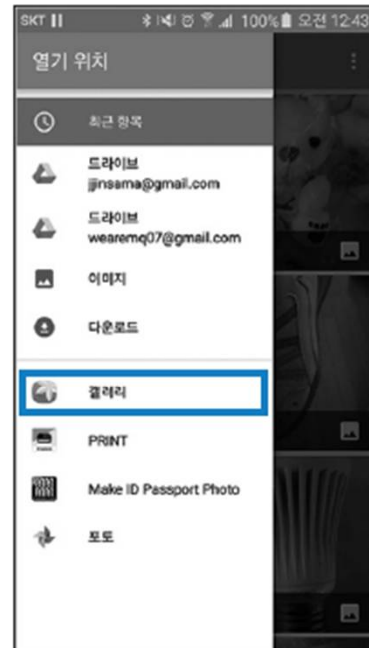 SKT 100% 오전 12:43
열기 위치
최근 항목
드라이브
jjinsama@gmail.com
드라이브
wearemq07@gmail.com
이미지
다운로드
갤러리
PRINT
Make ID Passport Photo
포토